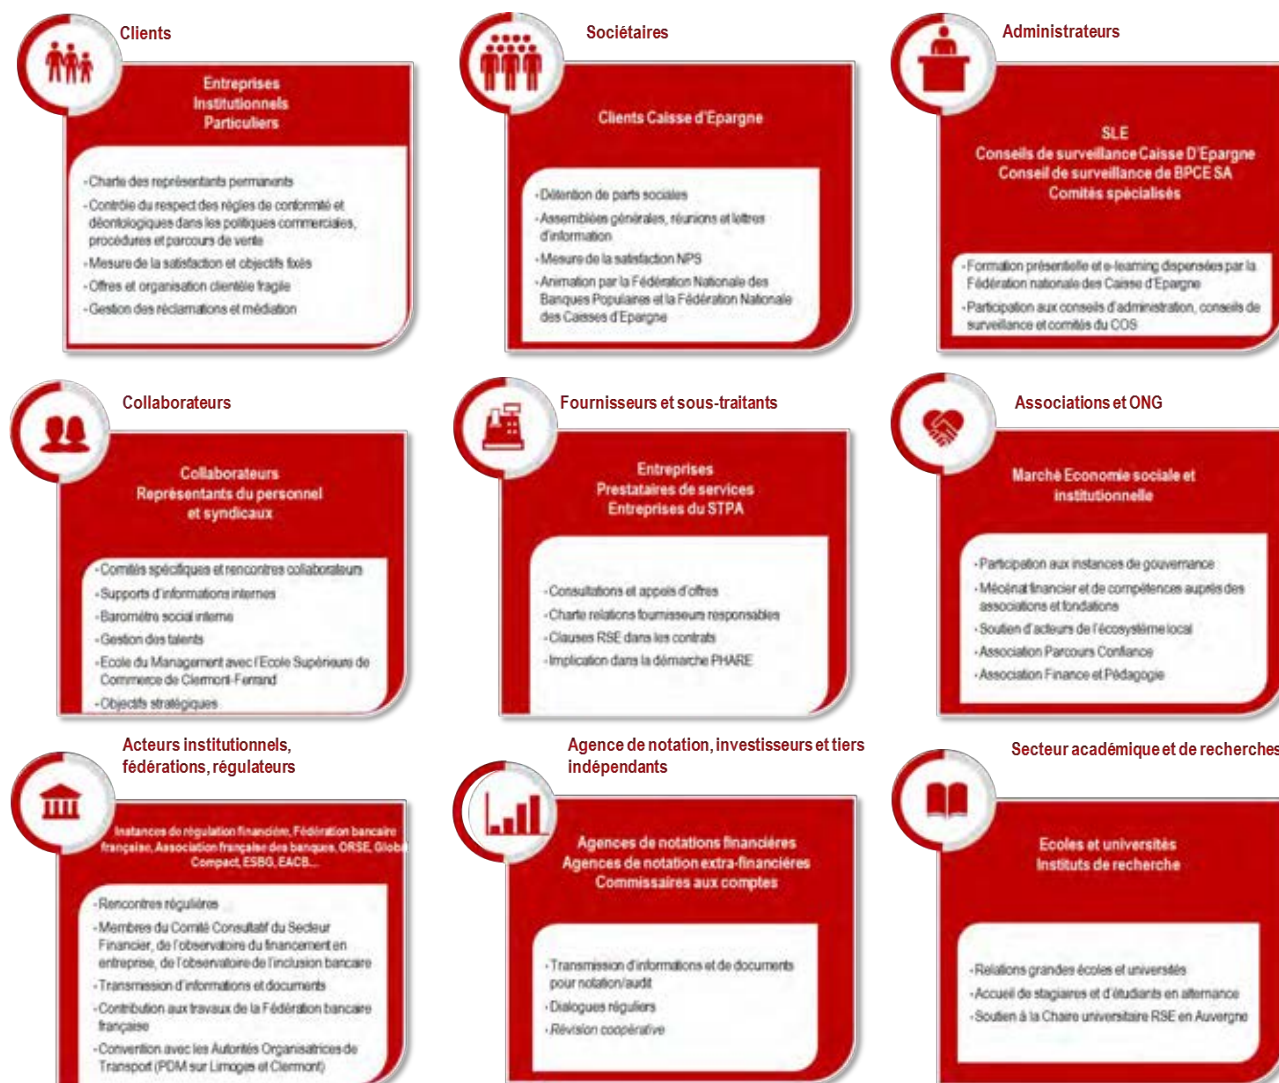 Clients
Entreprises
Institutionnels
Particuliers
- Charte des représentants permanents
- Contrôle du respect des règles de conformité et
déontologiques dans les politiques commerciales,
procédures et parcours de vente
- Mesure de la satisfaction et objectifs fixés
- Offres et organisation clientèle fragile
- Gestion des réclamations et médiation
Sociétaires
Clients Caisse d'Epargne
- Détention de parts sociales
- Assemblées générales, réunions et lettres
d'information
- Mesure de la satisfaction NPS
- Animation par la Fédération Nationale des
Banques Populaires et la Fédération Nationale
des Caisses d'Epargne
Administrateurs
SLE
Conseils de surveillance Caisse D'Epargne
Conseil de surveillance de BPCE SA
Comités spécialisés
- Formation présentielle et e-learning dispensées par la
Fédération nationale des Caisse d'Epargne
- Participation aux conseils d'administration, conseils de
surveillance et comités du COS
Collaborateurs
Collaborateurs
Représentants du personnel
et syndicaux
- Comités spécifiques et rencontres collaborateurs
- Supports d'informations internes
- Baromètre social interne
- Gestion des talents
- Ecole du Management avec l'Ecole Supérieure de
Commerce de Clermont-Ferrand
- Objectifs stratégiques
Fournisseurs et sous-traitants
Entreprises
Prestataires de services
Entreprises du STPA
- Consultations et appels d'offres
- Charte relations fournisseur responsables
- Clauses RSE dans les contrats
- Implication dans la démarche PHARE
Associations et ONG
Marché Economie sociale et
institutionnelle
- Participation aux instances de gouvernance
- Mécénat financier et de compétences auprès des
associations et fondations
- Soutien d'acteurs de l'écosystème local
- Association Parcours Confiance
- Association Finance et Pédagogie
Acteurs institutionnels,
fédérations, régulateurs
Instances de régulation financière, Fédération bancaire
française, Association française des banques, ORSE, Global
Compact, ESBG, EACB...
- Rencontres régulières
- Membres du Comité Consultatif du Secteur
Financier, de l'observatoire du financement en
entreprise, de l'observatoire de l'inclusion bancaire
- Transmission d'informations et documents
- Contribution aux travaux de la Fédération bancaire
française
- Convention avec les Autorités Organisatrices de
Transport (PDM sur Limoges et Clermont)
Agence de notation, investisseurs et tiers
indépendants
Agences de notations financières
Agences de notation extra-financières
Commissaires aux comptes
- Transmission d'informations et de documents
pour notation/audit
- Dialogues réguliers
- Révision coopérative
Secteur académique et de recherches
Ecoles et universités
Instituts de recherche
- Relations grandes écoles et universités
- Accueil de stagiaires et d'étudiants en alternance
- Soutien à la Chaire universitaire RSE en Auvergne